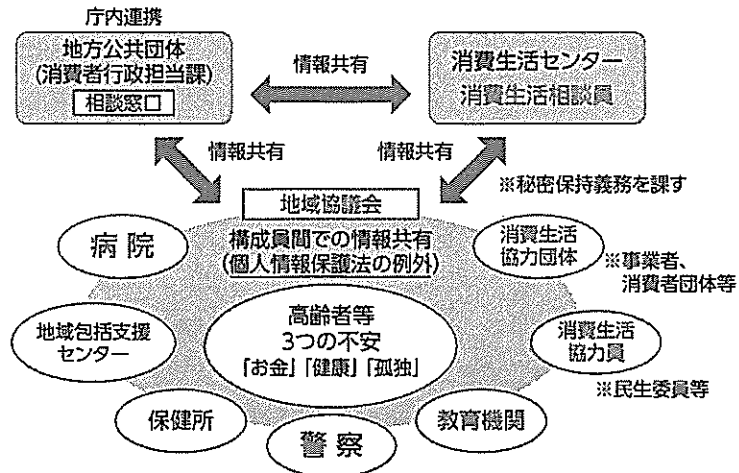 庁内連携
地方公共団体
(消費者行政担当課)
相談窓口
情報共有
消費生活センター
消費生活相談員
情報共有
情報共有
※秘密保持義務を課す
地域協議会
構成員間での情報共有
(個人情報保護法の例外)
病院
消費生活
協力団体
※事業者、
消費者団体等
高齢者等
3つの不安
「お金」「健康」「孤独」
地域包括支援
センター
消費生活
協力員
※民生委員等
保健所
警察
教育機関